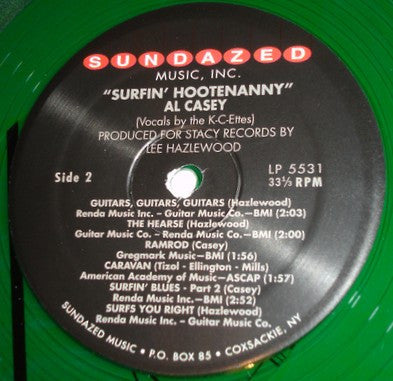 SUNDAZED
MUSIC, INC.
"SURFIN' HOOTENANNY"
AL CASEY
(Vocals by the K-C-Ettes)
PRODUCED FOR STACY RECORDS BY
LEE HAZLEWOOD
Side 2
LP 5531
33⅓ RPM
GUITARS, GUITARS, GUITARS (Hazlewood)
Renda Music Inc. – Guitar Music Co.–BMI (2:03)
THE HEARSE (Hazlewood)
Guitar Music Co. – Renda Music–BMI (2:00)
RAMROD (Casey)
Gregmark Music–BMI (1:56)
CARAVAN (Tizol - Ellington - Mills)
American Academy of Music–ASCAP (1:57)
SURFIN' BLUES - Part 2 (Casey)
Renda Music Inc.–BMI (2:52)
SURFS YOU RIGHT (Hazlewood)
Renda Music Inc. – Guitar Music Co.
SUNDAZED MUSIC • P.O. BOX 85 • COXSACKIE, NY